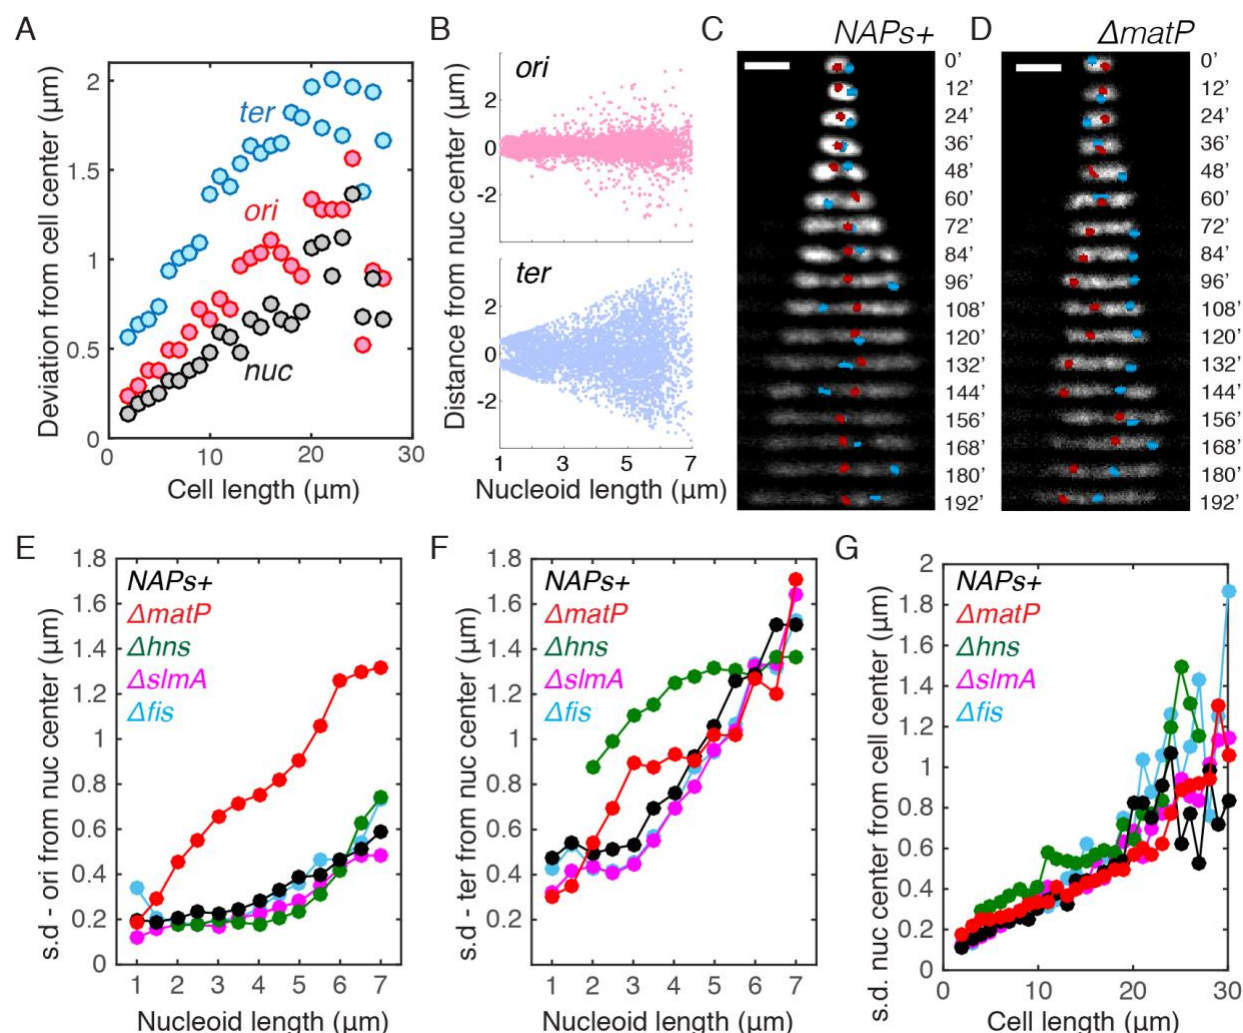 A
Deviation from cell center (μm)
2
1.5
1
0.5
0
ter
ori
nuc
0
10
20
30
Cell length (μm)
B
Distance from nuc center (μm)
ori
2
0
-2
ter
2
0
-2
1
3
5
7
Nucleoid length (μm)
C
NAPs+
0’
12’
24’
36’
48’
60’
72’
84’
96’
108’
120’
132’
144’
156’
168’
180’
192’
D
ΔmatP
0’
12’
24’
36’
48’
60’
72’
84’
96’
108’
120’
132’
144’
156’
168’
180’
192’
E
s.d - ori from nuc center (μm)
1.8
1.6
1.4
1.2
1
0.8
0.6
0.4
0.2
0
NAPs+
ΔmatP
Δhns
ΔslmA
Δfis
1 2 3 4 5 6 7
Nucleoid length (μm)
F
s.d - ter from nuc center (μm)
1.8
1.6
1.4
1.2
1
0.8
0.6
0.4
0.2
0
NAPs+
ΔmatP
Δhns
ΔslmA
Δfis
1 2 3 4 5 6 7
Nucleoid length (μm)
G
s.d. nuc center from cell center (μm)
2
1.8
1.6
1.4
1.2
1
0.8
0.6
0.4
0.2
0
NAPs+
ΔmatP
Δhns
ΔslmA
Δfis
0 10 20 30
Cell length (μm)